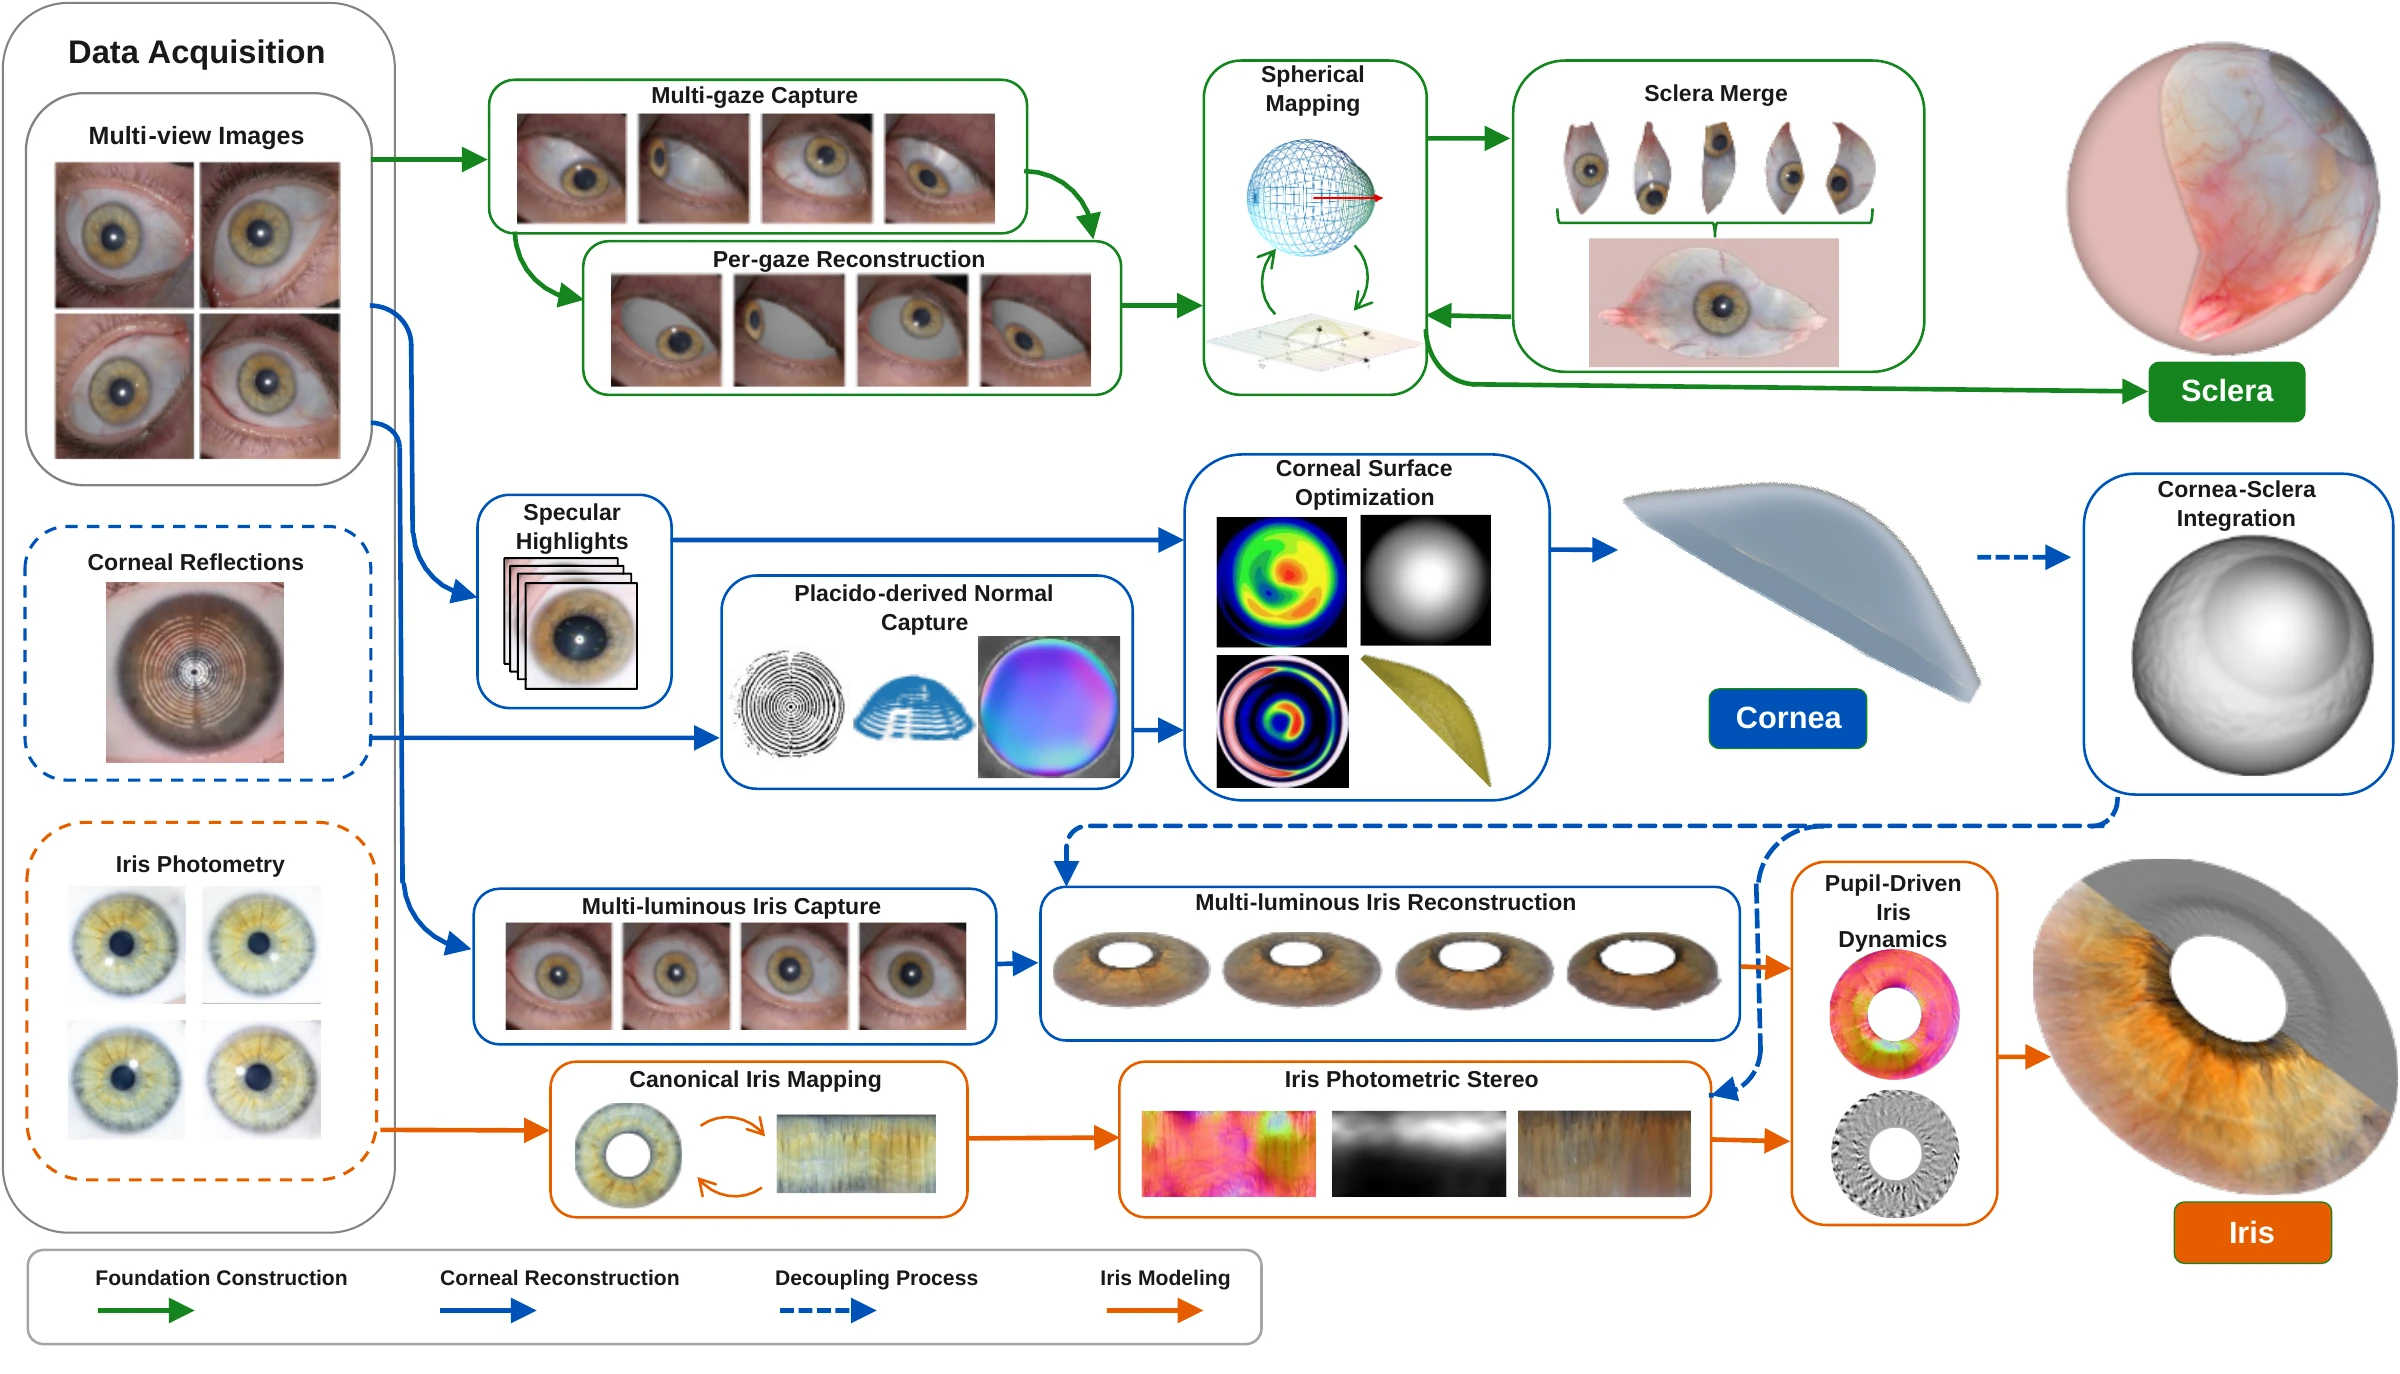 Data Acquisition
Multi-view Images
Corneal Reflections
Iris Photometry
Multi-gaze Capture
Per-gaze Reconstruction
Spherical
Mapping
Sclera Merge
Sclera
Specular
Highlights
Placido-derived Normal
Capture
Corneal Surface
Optimization
Cornea
Cornea-Sclera
Integration
Multi-luminous Iris Capture
Multi-luminous Iris Reconstruction
Canonical Iris Mapping
Iris Photometric Stereo
Pupil-Driven
Iris
Dynamics
Iris
Foundation Construction
Corneal Reconstruction
Decoupling Process
Iris Modeling